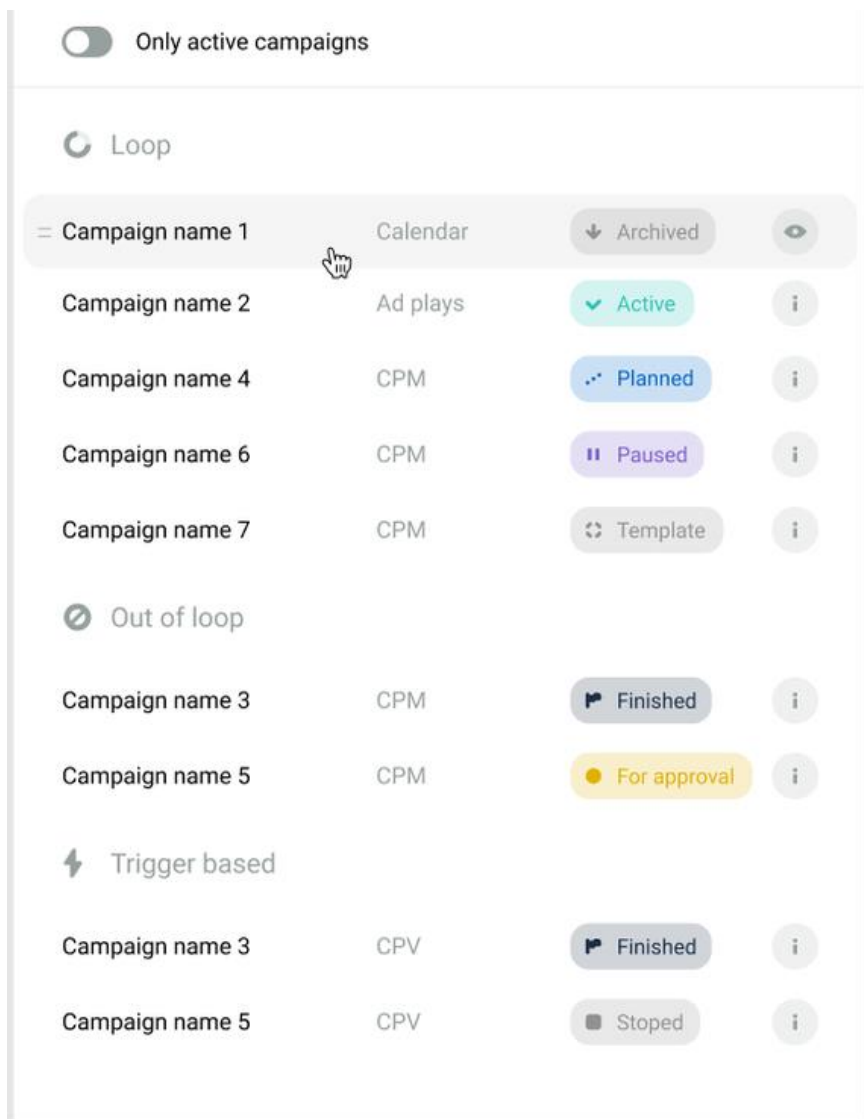 Only active campaigns
Loop
Campaign name 1 Calendar Archived
Campaign name 2 Ad plays Active
Campaign name 4 CPM Planned
Campaign name 6 CPM Paused
Campaign name 7 CPM Template
Out of loop
Campaign name 3 CPM Finished
Campaign name 5 CPM For approval
Trigger based
Campaign name 3 CPV Finished
Campaign name 5 CPV Stoped